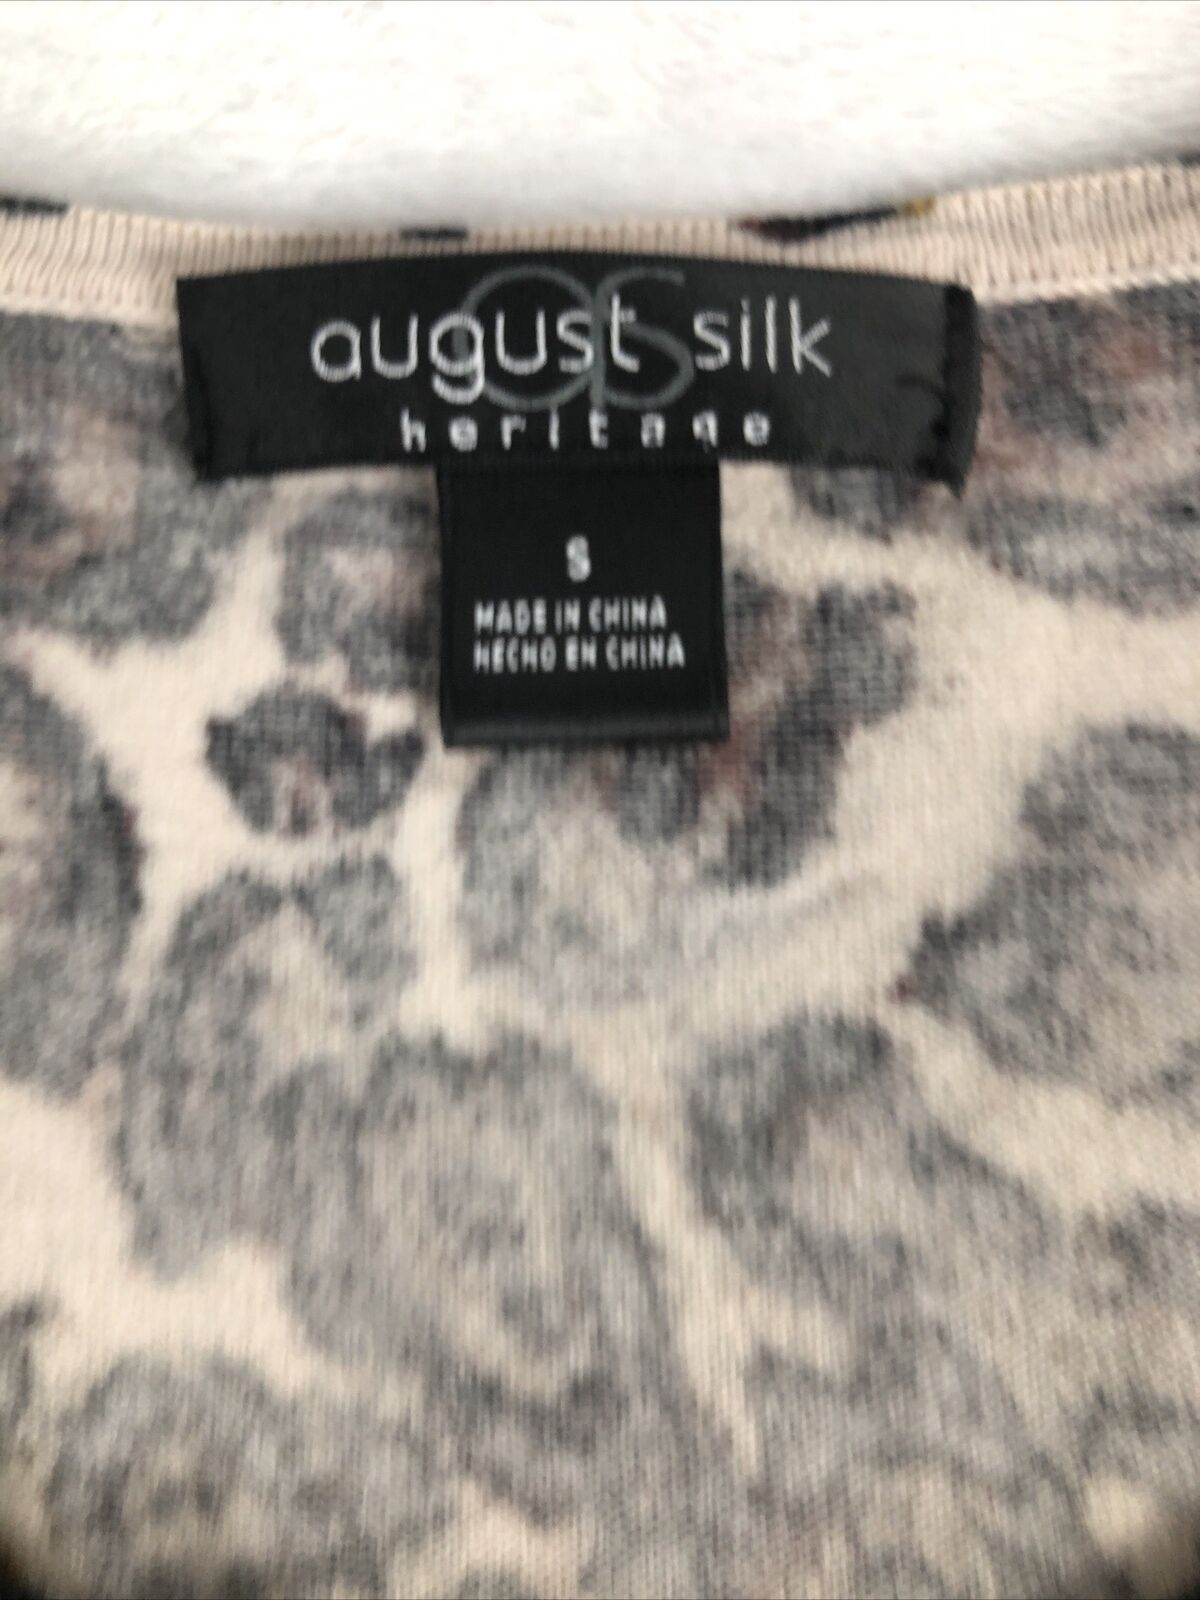 august silk
heritage
S
MADE IN CHINA
HECHO EN CHINA